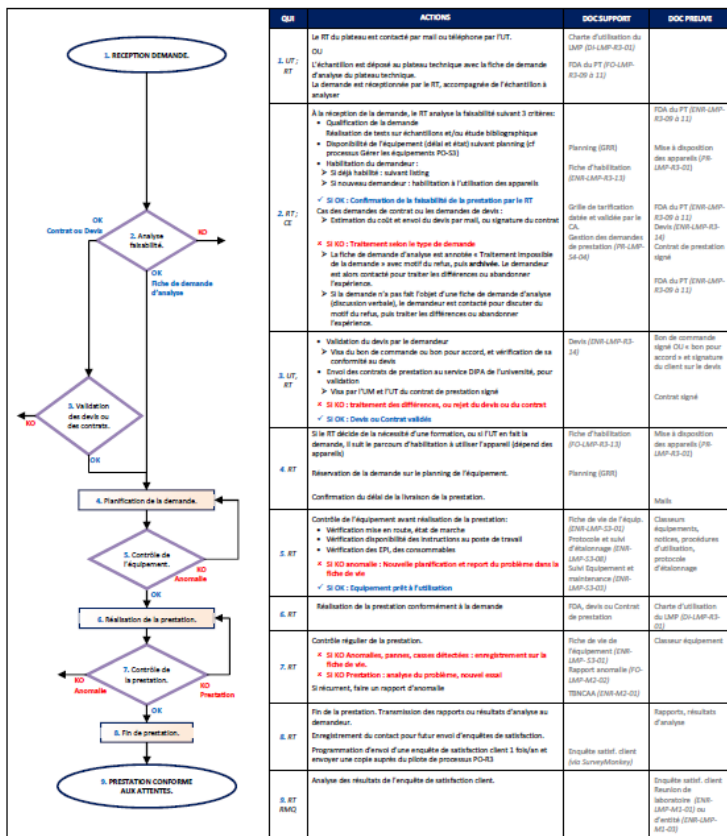 1. RECEPTION DEMANDE.
OK
Contrat ou Devis
2. Analyse
faisabilité.
KO
OK
Fiche de demande
d'analyse
3. Validation
des devis ou
des contrats.
KO
OK
4. Planification de la demande.
5. Contrôle de
l'équipement.
KO
Anomalie
OK
6. Réalisation de la prestation.
7. Contrôle de
la prestation.
KO
Anomalie
KO
Prestation
OK
8. Fin de prestation.
9. PRESTATION CONFORME
AUX ATTENTES.
QUI
ACTIONS
DOC SUPPORT
DOC PREUVE
1. UT ;
RT
Le RT du plateau est contacté par mail ou téléphone par l'UT.
OU
L'échantillon est déposé au plateau technique avec la fiche de demande
d'analyse du plateau technique.
La demande est réceptionnée par le RT, accompagnée de l'échantillon à
analyser
Charte d'utilisation du
LMP (DI-LMP-R3-01)
FDA du PT (FO-LMP-
R3-09 à 11)
2. RT ;
CE
À la réception de la demande, le RT analyse la faisabilité suivant 3 critères:
• Qualification de la demande
Réalisation de tests sur échantillons et/ou étude bibliographique
• Disponibilité de l'équipement (délai et état) suivant planning (cf
processus Gérer les équipements PO-S3)
• Habilitation du demandeur :
➤ Si déjà habilité : suivant listing
➤ Si nouveau demandeur : habilitation à l'utilisation des appareils
✓ Si OK : Confirmation de la faisabilité de la prestation par le RT
Cas des demandes de contrat ou les demandes de devis :
➤ Estimation du coût et envoi du devis par mail, ou signature du contrat
× Si KO : Traitement selon le type de demande
➤ La fiche de demande d'analyse est annotée « Traitement impossible
de la demande » avec motif du refus, puis archivée. Le demandeur
est alors contacté pour traiter les différences ou abandonner
l'expérience.
➤ Si la demande n'a pas fait l'objet d'une fiche de demande d'analyse
(discussion verbale), le demandeur est contacté pour discuter du
motif du refus, puis traiter les différences ou abandonner
l'expérience.
Planning (GRR)
Fiche d'habilitation
(ENR-LMP-R3-13)
Grille de tarification
datée et validée par le
CA.
Gestion des demandes
de prestation (PR-LMP-
S4-04)
FDA du PT (ENR-LMP-
R3-09 à 11)
Mise à disposition
des appareils (PR-
LMP-R3-01)
FDA du PT (ENR-LMP-
R3-09 à 11)
Devis (ENR-LMP-R3-
14)
Contrat de prestation
signé
FDA du PT (ENR-LMP-
R3-09 à 11)
3. UT,
RT
• Validation du devis par le demandeur
➤ Visa du bon de commande ou bon pour accord, et vérification de sa
conformité au devis
• Envoi des contrats de prestation au service DIPA de l'université, pour
validation
➤ Visa par l'UM et l'UT du contrat de prestation signé
× Si KO : traitement des différences, ou rejet du devis ou du contrat
✓ Si OK : Devis ou Contrat validés
Devis (ENR-LMP-R3-
14)
Bon de commande
signé OU « bon pour
accord » et signature
du client sur le devis
Contrat signé
4. RT
Si le RT décide de la nécessité d'une formation, ou si l'UT en fait la
demande, il suit le parcours d'habilitation à utiliser l'appareil (dépend des
appareils)
Réservation de la demande sur le planning de l'équipement.
Confirmation du délai de la livraison de la prestation.
Fiche d'habilitation
(FO-LMP-R3-13)
Planning (GRR)
Mise à disposition
des appareils (PR-
LMP-R3-01)
Mails
5. RT
Contrôle de l'équipement avant réalisation de la prestation:
• Vérification mise en route, état de marche
• Vérification disponibilité des instructions au poste de travail
• Vérification des EPI, des consommables
× Si KO anomalie : Nouvelle planification et report du problème dans la
fiche de vie
✓ Si OK : Equipement prêt à l'utilisation
Fiche de vie de l'équip.
(ENR-LMP-S3-01)
Protocole et suivi
d'étalonnage (ENR-
LMP-S3-08)
Suivi Equipement et
maintenance (ENR-
LMP-S3-03)
Classeurs
équipements,
notices, procédures
d'utilisation,
protocole
d'étalonnage
6. RT
Réalisation de la prestation conformément à la demande
FDA, devis ou Contrat
de prestation
Charte d'utilisation
du LMP (DI-LMP-R3-
01)
7. RT
Contrôle régulier de la prestation.
× Si KO Anomalies, pannes, casses détectées : enregistrement sur la
fiche de vie.
× Si KO Prestation : analyse du problème, nouvel essai
Si récurrent, faire un rapport d'anomalie
Fiche de vie de
l'équipement (ENR-
LMP-S3-01)
Rapport anomalie (FO-
LMP-M2-02)
TBNCAA (ENR-M2-01)
Classeur équipement
8. RT
Fin de la prestation. Transmission des rapports ou résultats d'analyse au
demandeur.
Enregistrement du contact pour futur envoi d'enquêtes de satisfaction.
Programmation d'envoi d'une enquête de satisfaction client 1 fois/an et
envoyer une copie auprès du pilote de processus PO-R3
Enquête satisf. client
(via SurveyMonkey)
Rapports, résultats
d'analyse
9. RT
RMQ
Analyse des résultats de l'enquête de satisfaction client.
Enquête satisf. client
Reunion de
laboratoire (ENR-
LMP-M1-01) ou
d'entité (ENR-LMP-
M1-03)